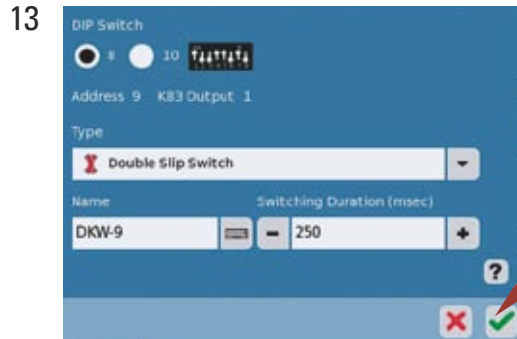 13
DIP Switch
8 10
Address 9 K83 Output 1
Type
Double Slip Switch
Name Switching Duration (msec)
DKW-9 - 250 +
?